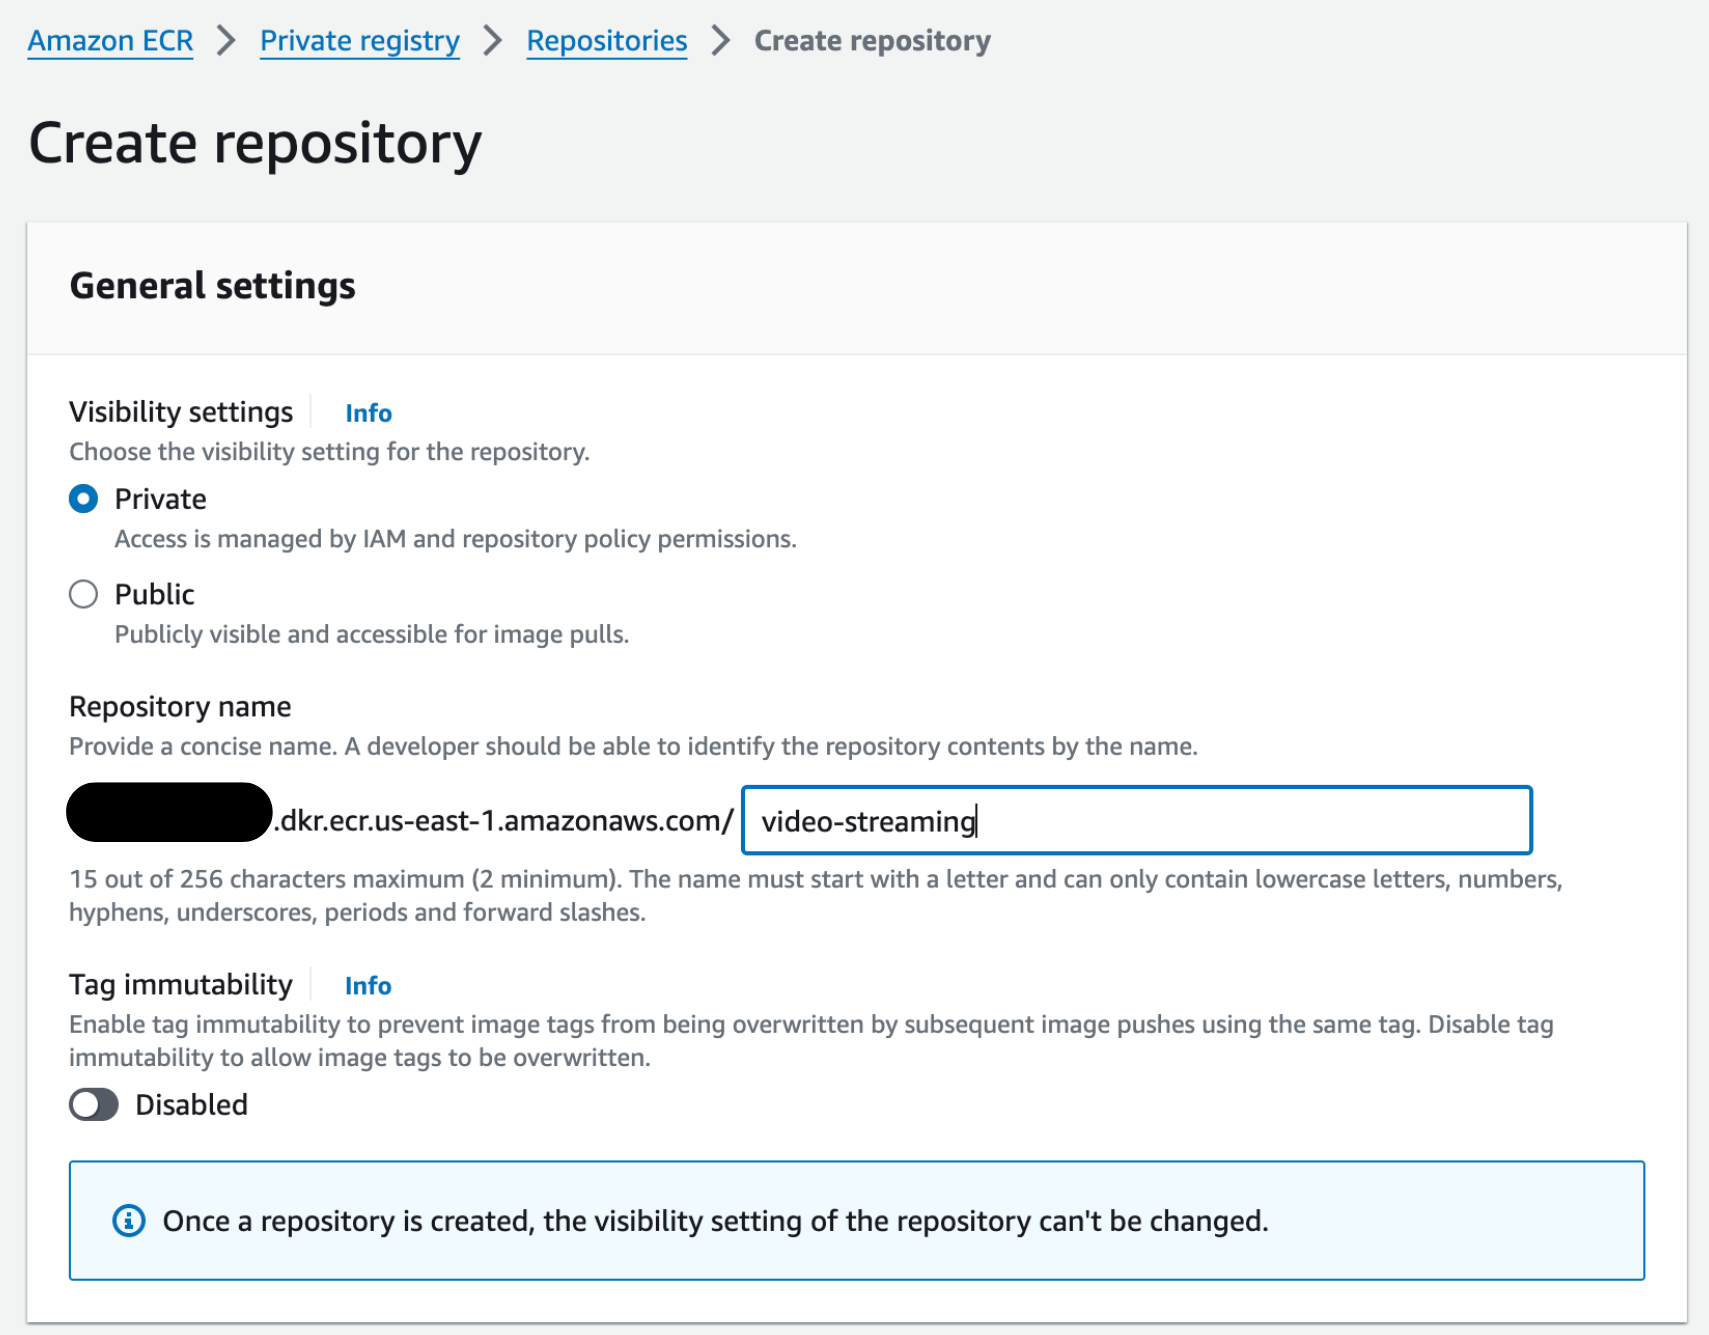 Amazon ECR > Private registry > Repositories > Create repository
Create repository
General settings
Visibility settings Info
Choose the visibility setting for the repository.
Private
Access is managed by IAM and repository policy permissions.
Public
Publicly visible and accessible for image pulls.
Repository name
Provide a concise name. A developer should be able to identify the repository contents by the name.
.dkr.ecr.us-east-1.amazonaws.com/ video-streaming
15 out of 256 characters maximum (2 minimum). The name must start with a letter and can only contain lowercase letters, numbers,
hyphens, underscores, periods and forward slashes.
Tag immutability Info
Enable tag immutability to prevent image tags from being overwritten by subsequent image pushes using the same tag. Disable tag
immutability to allow image tags to be overwritten.
Disabled
Once a repository is created, the visibility setting of the repository can't be changed.